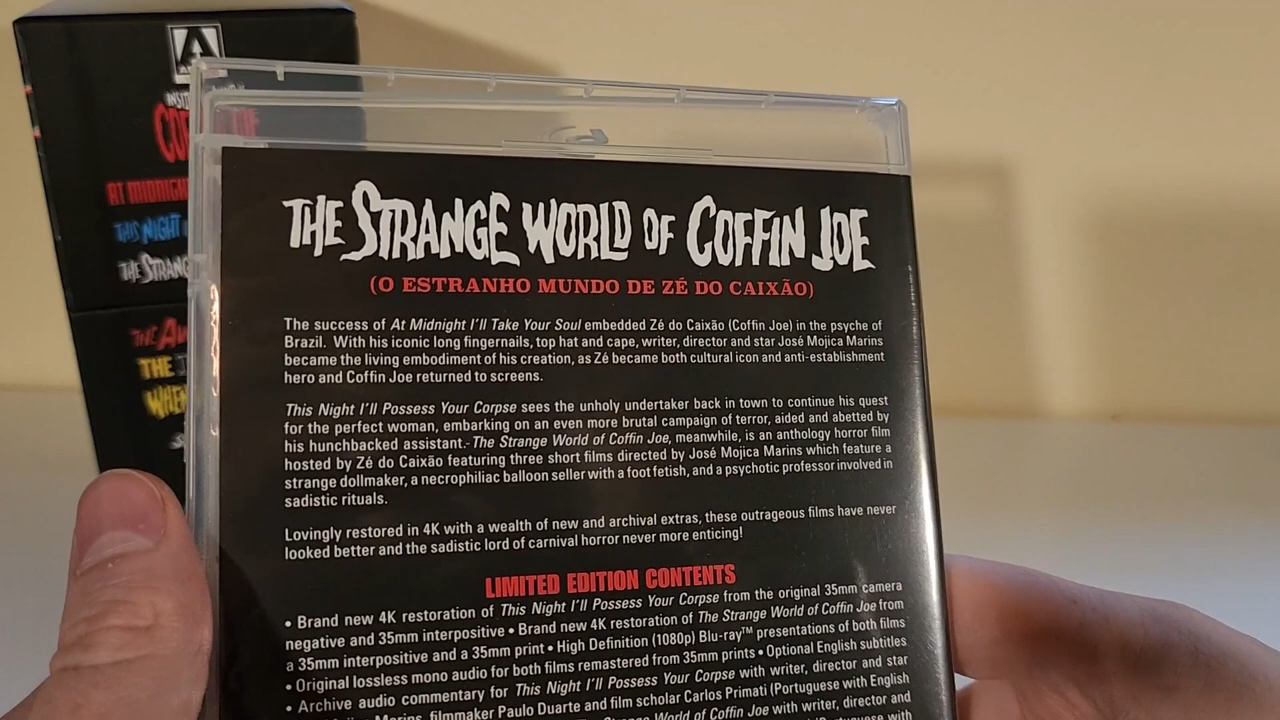 A
COF
AT MIDNIGH
THIS NIGHT
THE STRANGE
THE
THE
WHEN
THE STRANGE WORLD OF COFFIN JOE
(O ESTRANHO MUNDO DE ZÉ DO CAIXÃO)
The success of At Midnight I'll Take Your Soul embedded Zé do Caixão (Coffin Joe) in the psyche of
Brazil. With his iconic long fingernails, top hat and cape, writer, director and star José Mojica Marins
became the living embodiment of his creation, as Zé became both cultural icon and anti-establishment
hero and Coffin Joe returned to screens.
This Night I'll Possess Your Corpse sees the unholy undertaker back in town to continue his quest
for the perfect woman, embarking on an even more brutal campaign of terror, aided and abetted by
his hunchbacked assistant. The Strange World of Coffin Joe, meanwhile, is an anthology horror film
hosted by Zé do Caixão featuring three short films directed by José Mojica Marins which feature a
strange dollmaker, a necrophiliac balloon seller with a foot fetish, and a psychotic professor involved in
sadistic rituals.
Lovingly restored in 4K with a wealth of new and archival extras, these outrageous films have never
looked better and the sadistic lord of carnival horror never more enticing!
LIMITED EDITION CONTENTS
• Brand new 4K restoration of This Night I'll Possess Your Corpse from the original 35mm camera
negative and 35mm interpositive • Brand new 4K restoration of The Strange World of Coffin Joe from
a 35mm interpositive and a 35mm print • High Definition (1080p) Blu-ray™ presentations of both films
• Original lossless mono audio for both films remastered from 35mm prints • Optional English subtitles
• Archive audio commentary for This Night I'll Possess Your Corpse with writer, director and star
Marins, filmmaker Paulo Duarte and film scholar Carlos Primati (Portuguese with English
The Strange World of Coffin Joe with writer, director and
with